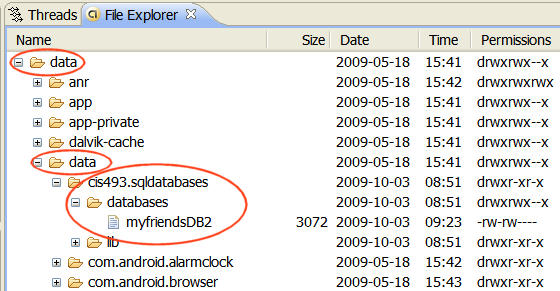 Threads File Explorer
Name Size Date Time Permissions
data 2009-05-18 15:41 drwxrwx--x
anr 2009-05-18 15:42 drwxrwxrwx
app 2009-05-18 15:41 drwxrwx--x
app-private 2009-05-18 15:41 drwxrwx--x
dalvik-cache 2009-05-18 15:41 drwxrwx--x
data 2009-05-18 15:41 drwxrwx--x
cis493.sqldatabases 2009-10-03 08:51 drwxr-xr-x
databases 2009-10-03 08:51 drwxrwx--x
myfriendsDB2 3072 2009-10-03 09:23 -rw-rw----
lib 2009-10-03 08:51 drwxr-xr-x
com.android.alarmclock 2009-05-18 15:42 drwxr-xr-x
com.android.browser 2009-05-18 15:43 drwxr-xr-x